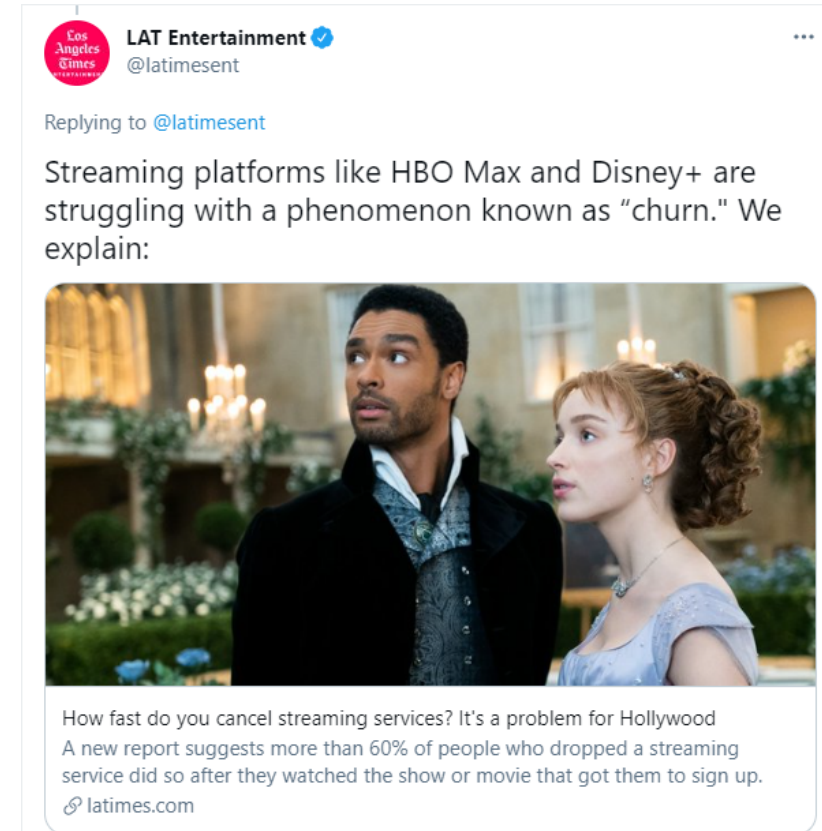 Los
Angeles
Times
ENTERTAINMENT
LAT Entertainment
@latimesent
Replying to @latimesent
Streaming platforms like HBO Max and Disney+ are
struggling with a phenomenon known as “churn." We
explain:
How fast do you cancel streaming services? It's a problem for Hollywood
A new report suggests more than 60% of people who dropped a streaming
service did so after they watched the show or movie that got them to sign up.
latimes.com